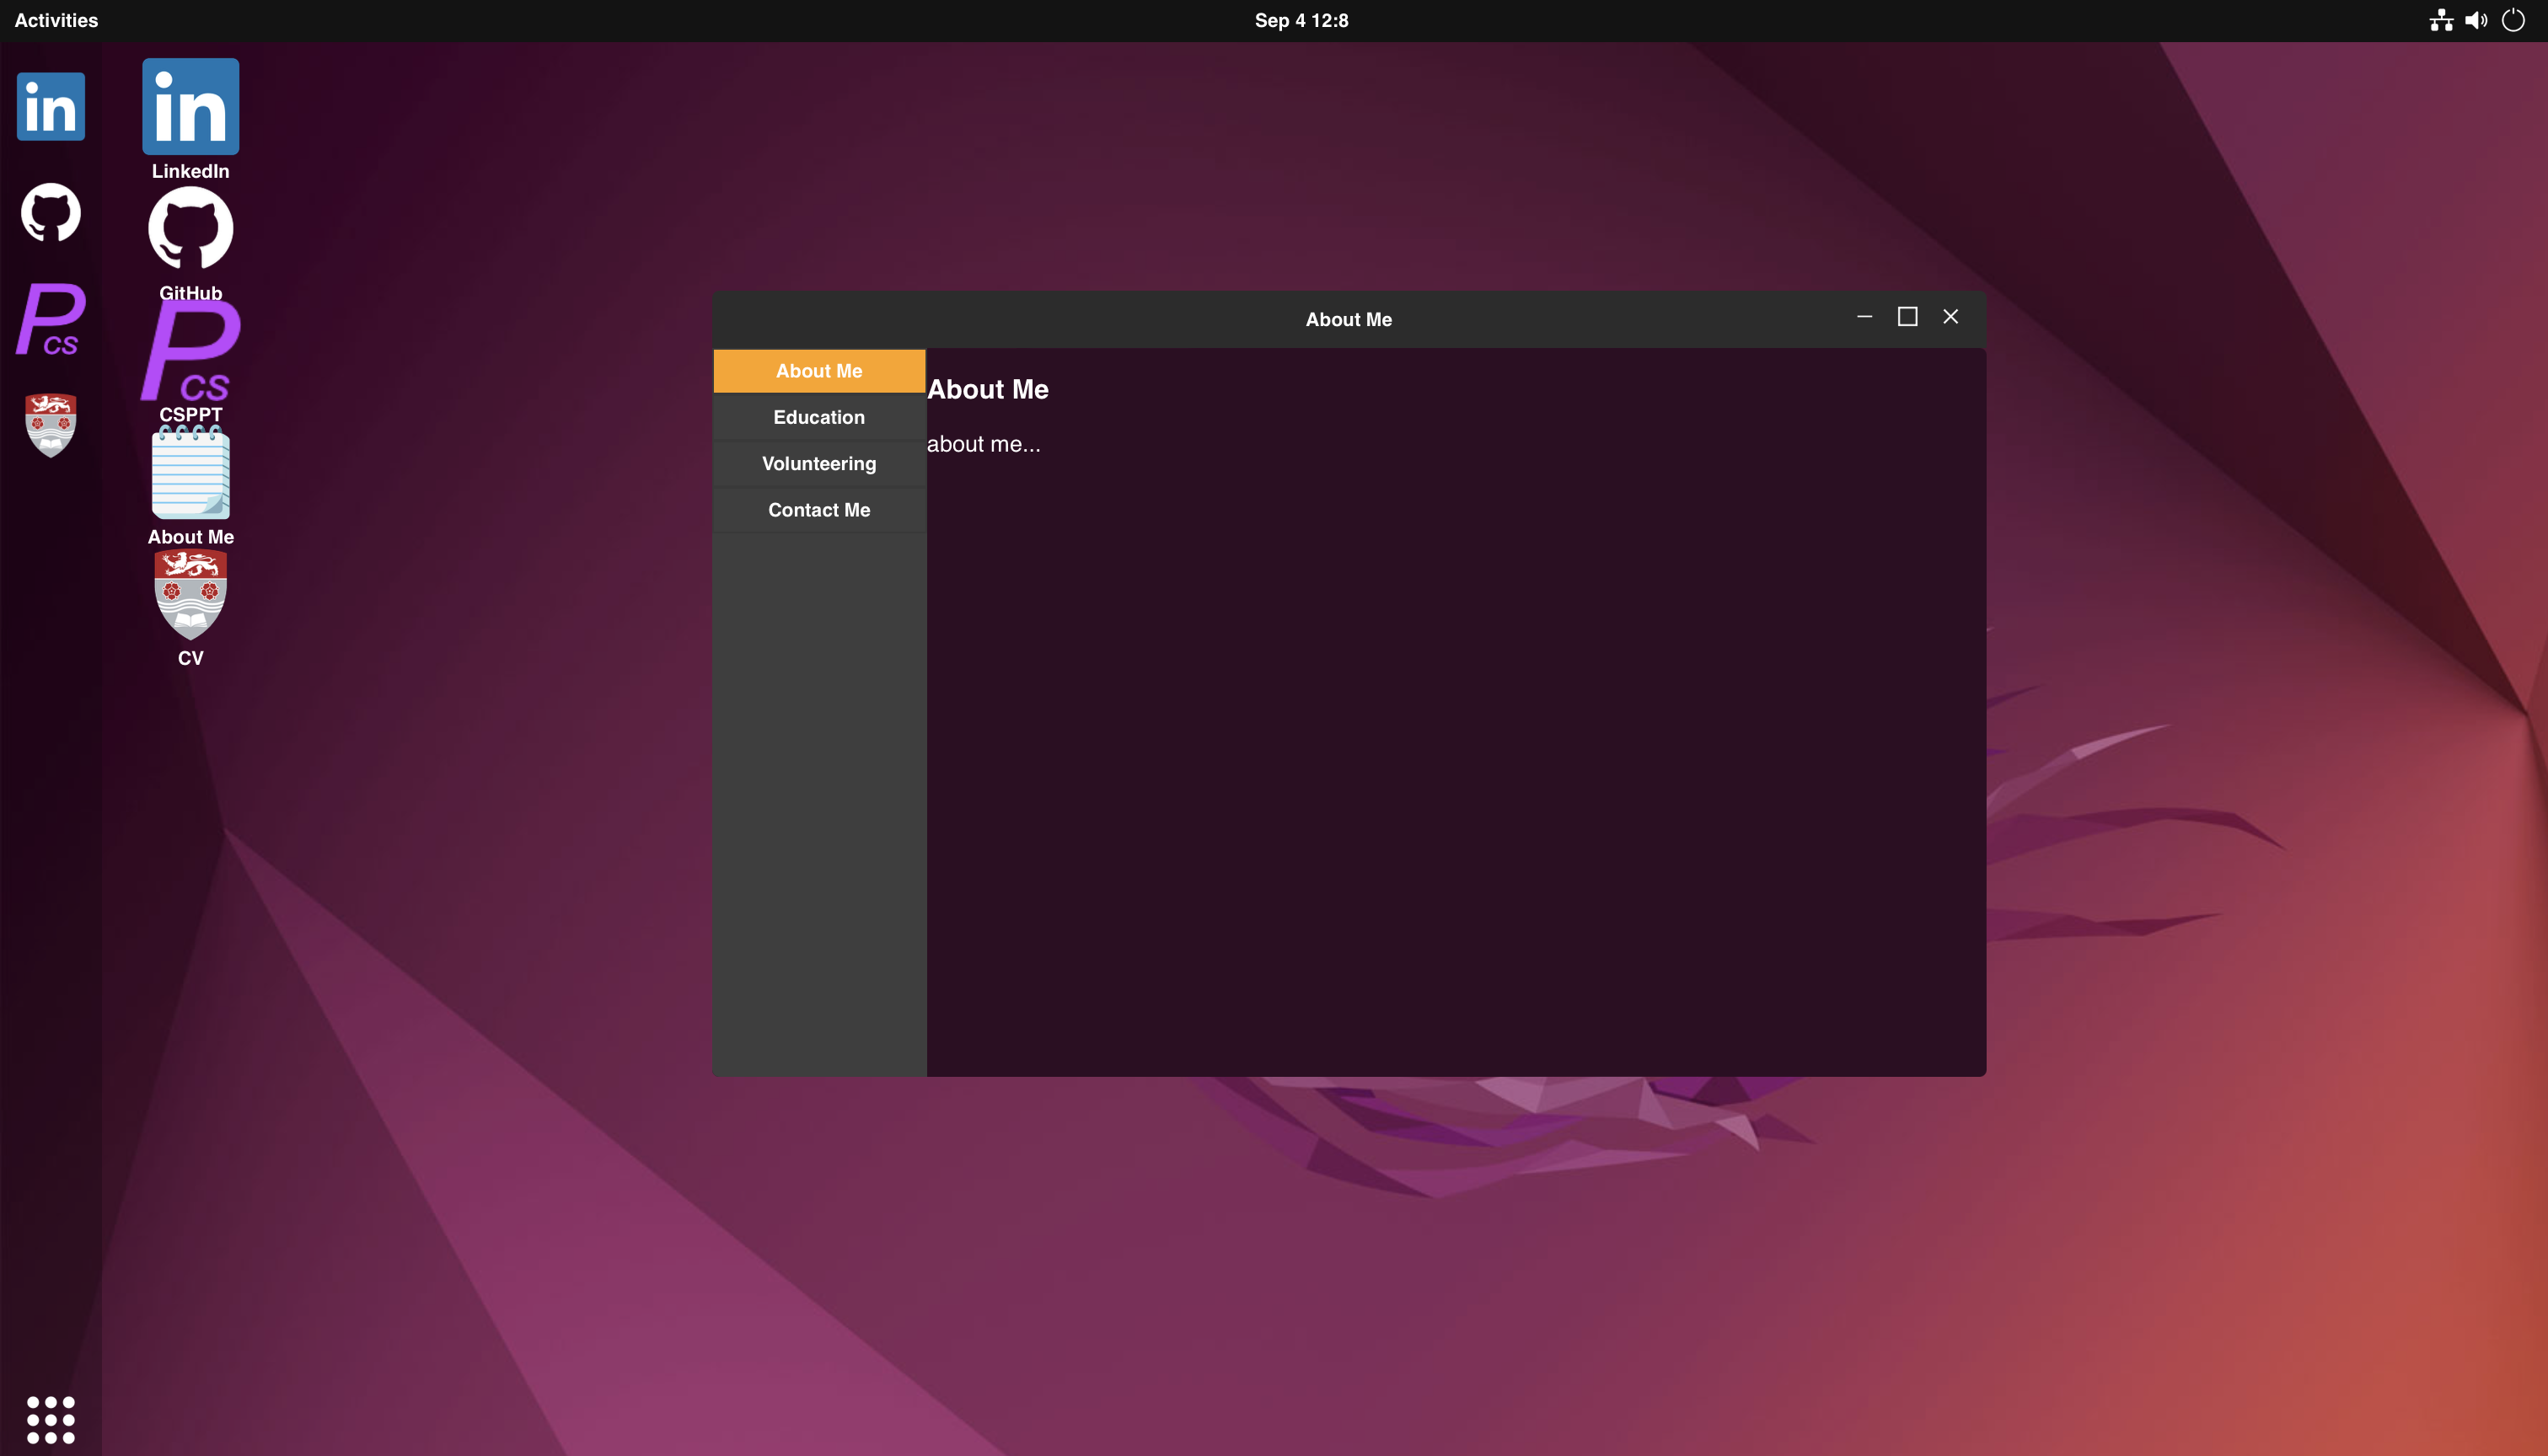 Activities
Sep 4 12:8
in
in
LinkedIn
GitHub
P
CS
P
CS
CSPPT
About Me
CV
About Me
About Me
Education
Volunteering
Contact Me
About Me
about me...